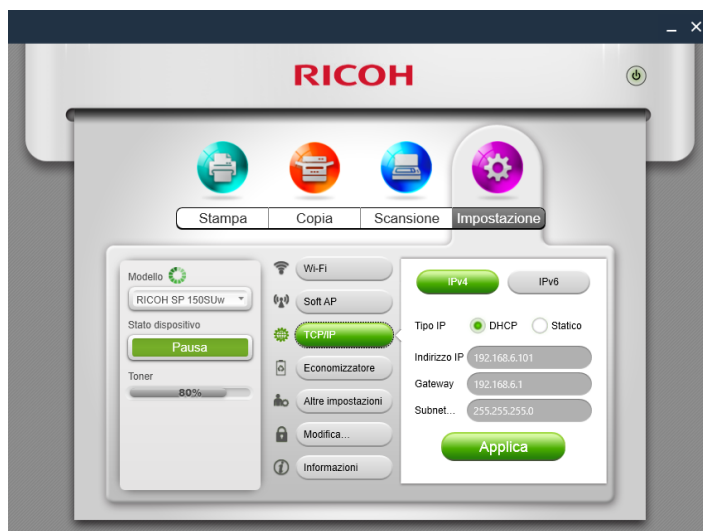 RICOH
Stampa Copia Scansione Impostazione
Modello
RICOH SP 150SUw
Stato dispositivo
Pausa
Toner
80%
Wi-Fi
Soft AP
TCP/IP
Economizzatore
Altre impostazioni
Modifica...
Informazioni
IPv4 IPv6
Tipo IP DHCP Statico
Indirizzo IP 192.168.6.101
Gateway 192.168.6.1
Subnet... 255.255.255.0
Applica